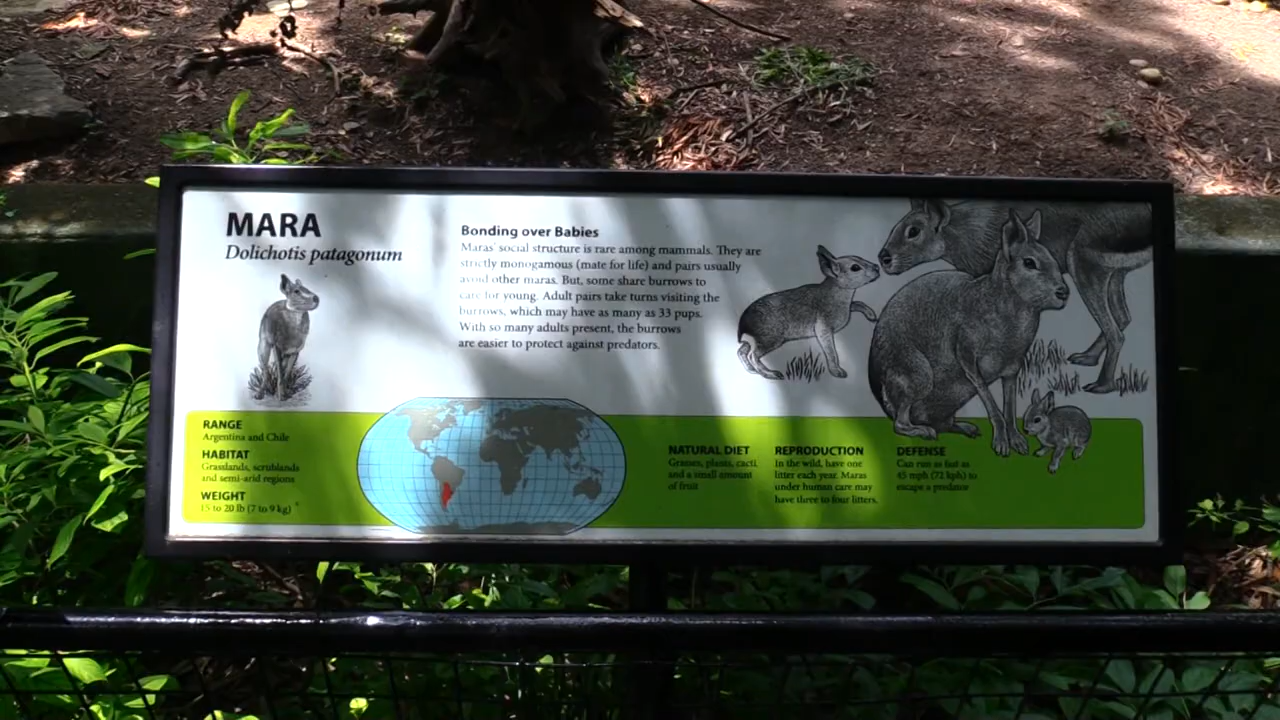 MARA
Dolichotis patagonum
Bonding over Babies
Maras' social structure is rare among mammals. They are
strictly monogamous (mate for life) and pairs usually
avoid other maras. But, some share burrows to
care for young. Adult pairs take turns visiting the
burrows, which may have as many as 33 pups.
With so many adults present, the burrows
are easier to protect against predators.
RANGE
Argentina and Chile
HABITAT
Grasslands, scrublands
and semi-arid regions
WEIGHT
15 to 20 lb (7 to 9 kg)
NATURAL DIET
Grasses, plants, cacti
and a small amount
of fruit
REPRODUCTION
In the wild, have one
litter each year. Maras
under human care may
have three to four litters.
DEFENSE
Can run as fast as
45 mph (72 kph) to
escape a predator